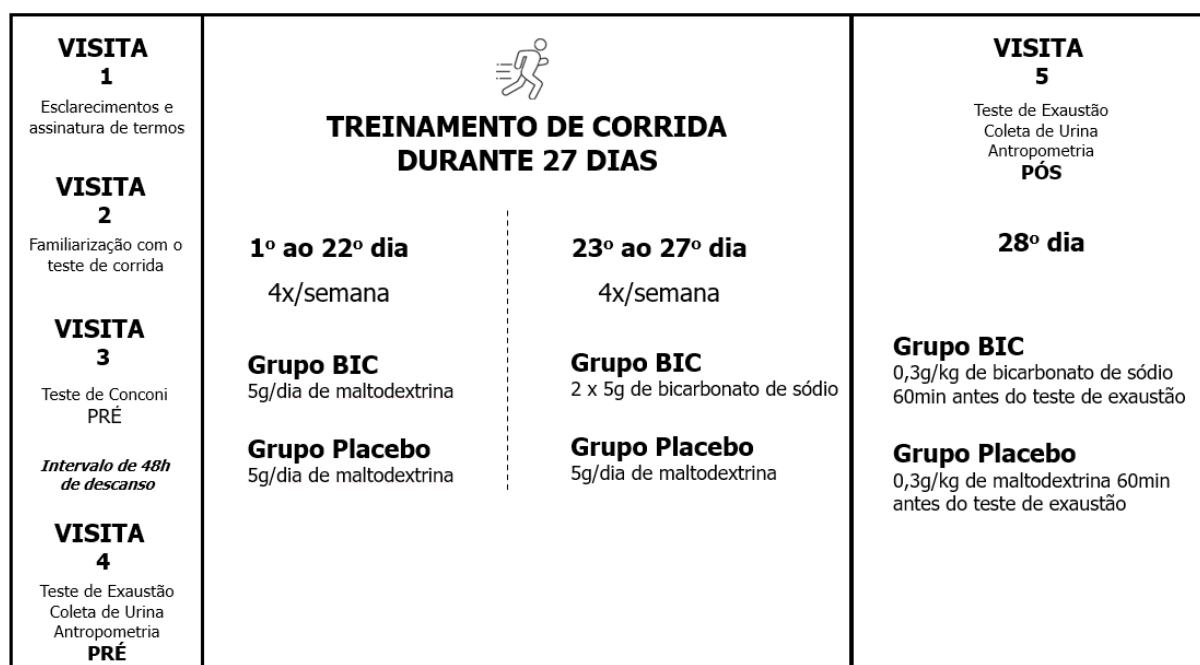 VISITA
1
Esclarecimentos e
assinatura de termos
VISITA
2
Familiarização com o
teste de corrida
VISITA
3
Teste de Conconi
PRÉ
Intervalo de 48h
de descanso
VISITA
4
Teste de Exaustão
Coleta de Urina
Antropometria
PRÉ
TREINAMENTO DE CORRIDA
DURANTE 27 DIAS
1º ao 22º dia
4x/semana
Grupo BIC
5g/dia de maltodextrina
Grupo Placebo
5g/dia de maltodextrina
23º ao 27º dia
4x/semana
Grupo BIC
2 x 5g de bicarbonato de sódio
Grupo Placebo
5g/dia de maltodextrina
VISITA
5
Teste de Exaustão
Coleta de Urina
Antropometria
PÓS
28º dia
Grupo BIC
0,3g/kg de bicarbonato de sódio
60min antes do teste de exaustão
Grupo Placebo
0,3g/kg de maltodextrina 60min
antes do teste de exaustão